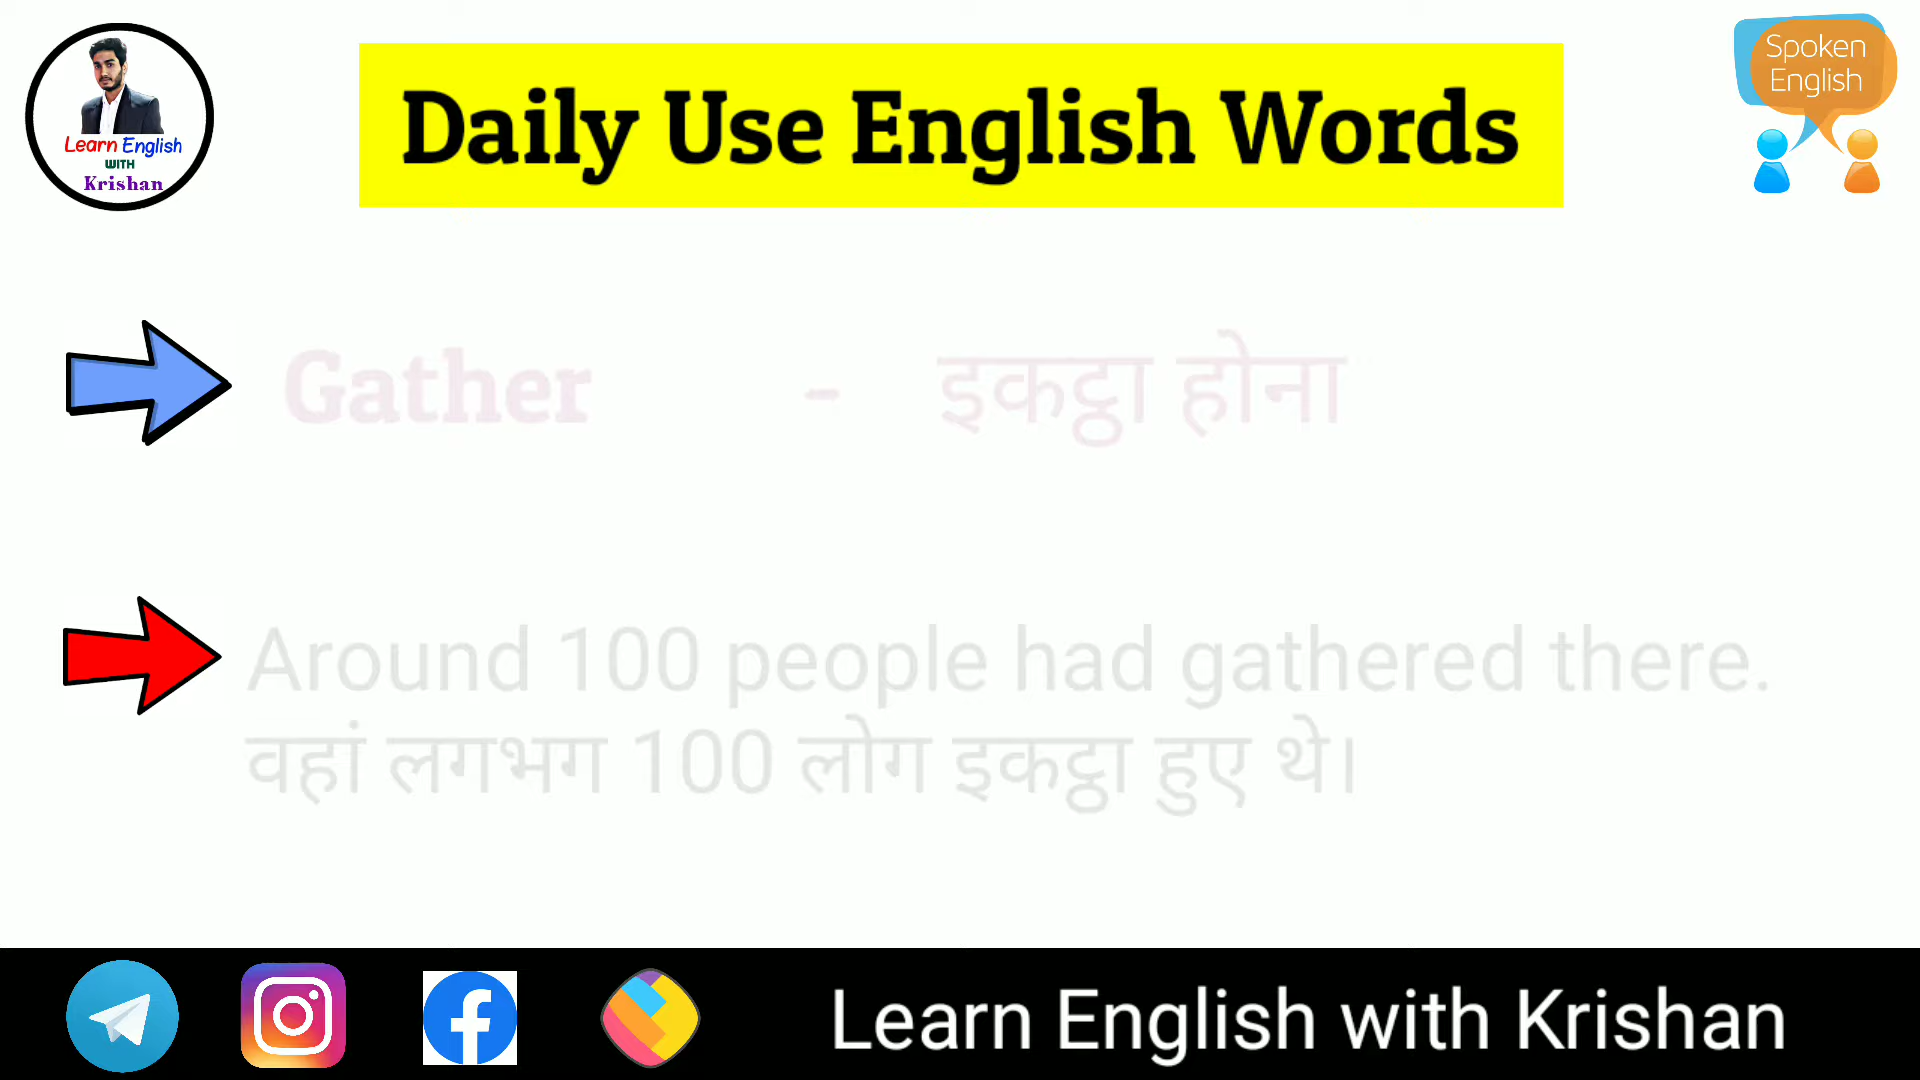 Learn English
WITH
Krishan
Daily Use English Words
Spoken
English
Gather - इकट्ठा होना
Around 100 people had gathered there.
वहां लगभग 100 लोग इकट्ठा हुए थे।
Learn English with Krishan